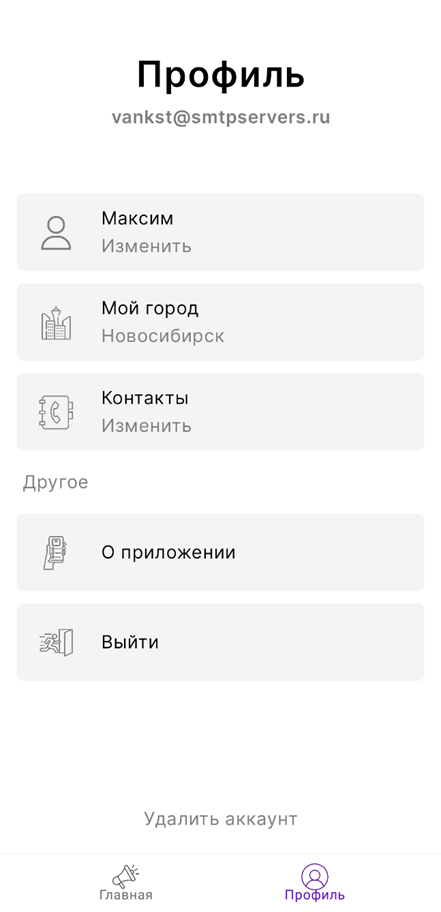 Профиль
vankst@smtpservers.ru
Максим
Изменить
Мой город
Новосибирск
Контакты
Изменить
Другое
О приложении
Выйти
Удалить аккаунт
Главная
Профиль